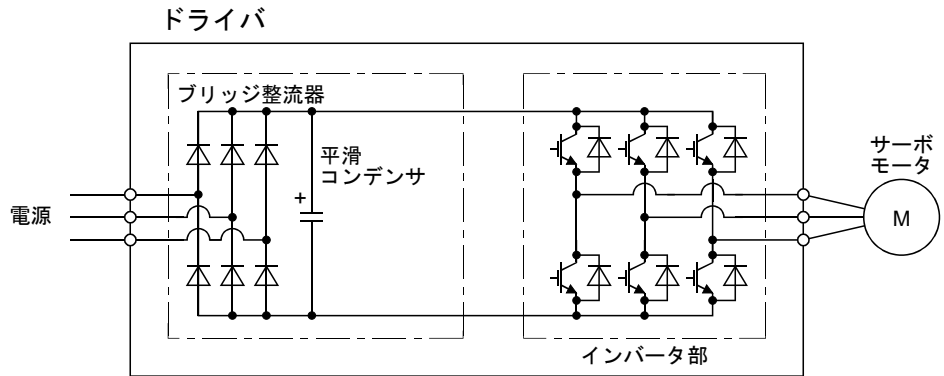 ドライバ
ブリッジ整流器
平滑
コンデンサ
+
電源
サーボ
モータ
M
インバータ部